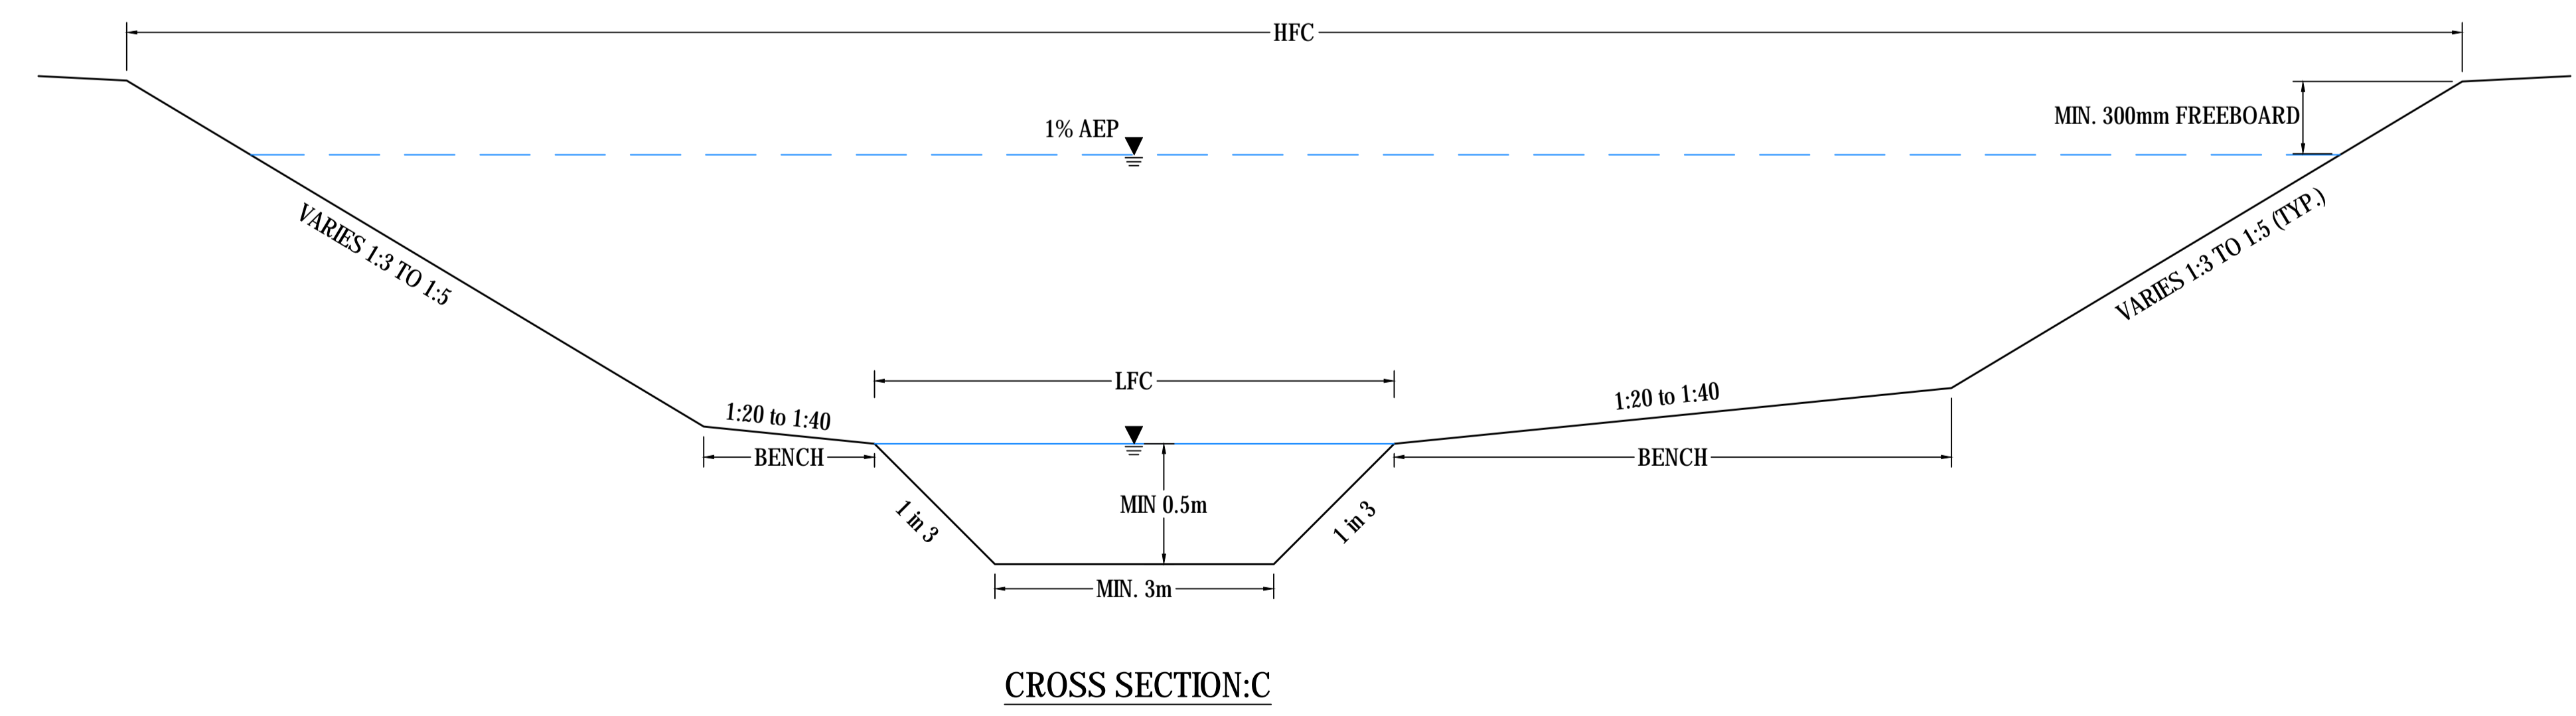 HFC
MIN. 300mm FREEBOARD
1% AEP
VARIES 1:3 TO 1:5
VARIES 1:3 TO 1:5 (TYP.)
LFC
1:20 to 1:40
1:20 to 1:40
BENCH
BENCH
1 in 3
MIN 0.5m
1 in 3
MIN. 3m
CROSS SECTION:C